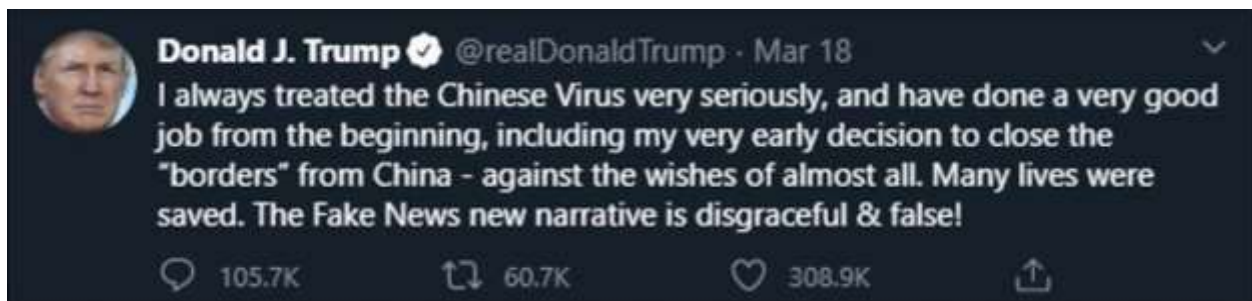 Donald J. Trump @realDonaldTrump · Mar 18
I always treated the Chinese Virus very seriously, and have done a very good
job from the beginning, including my very early decision to close the
"borders" from China - against the wishes of almost all. Many lives were
saved. The Fake News new narrative is disgraceful & false!
105.7K 60.7K 308.9K